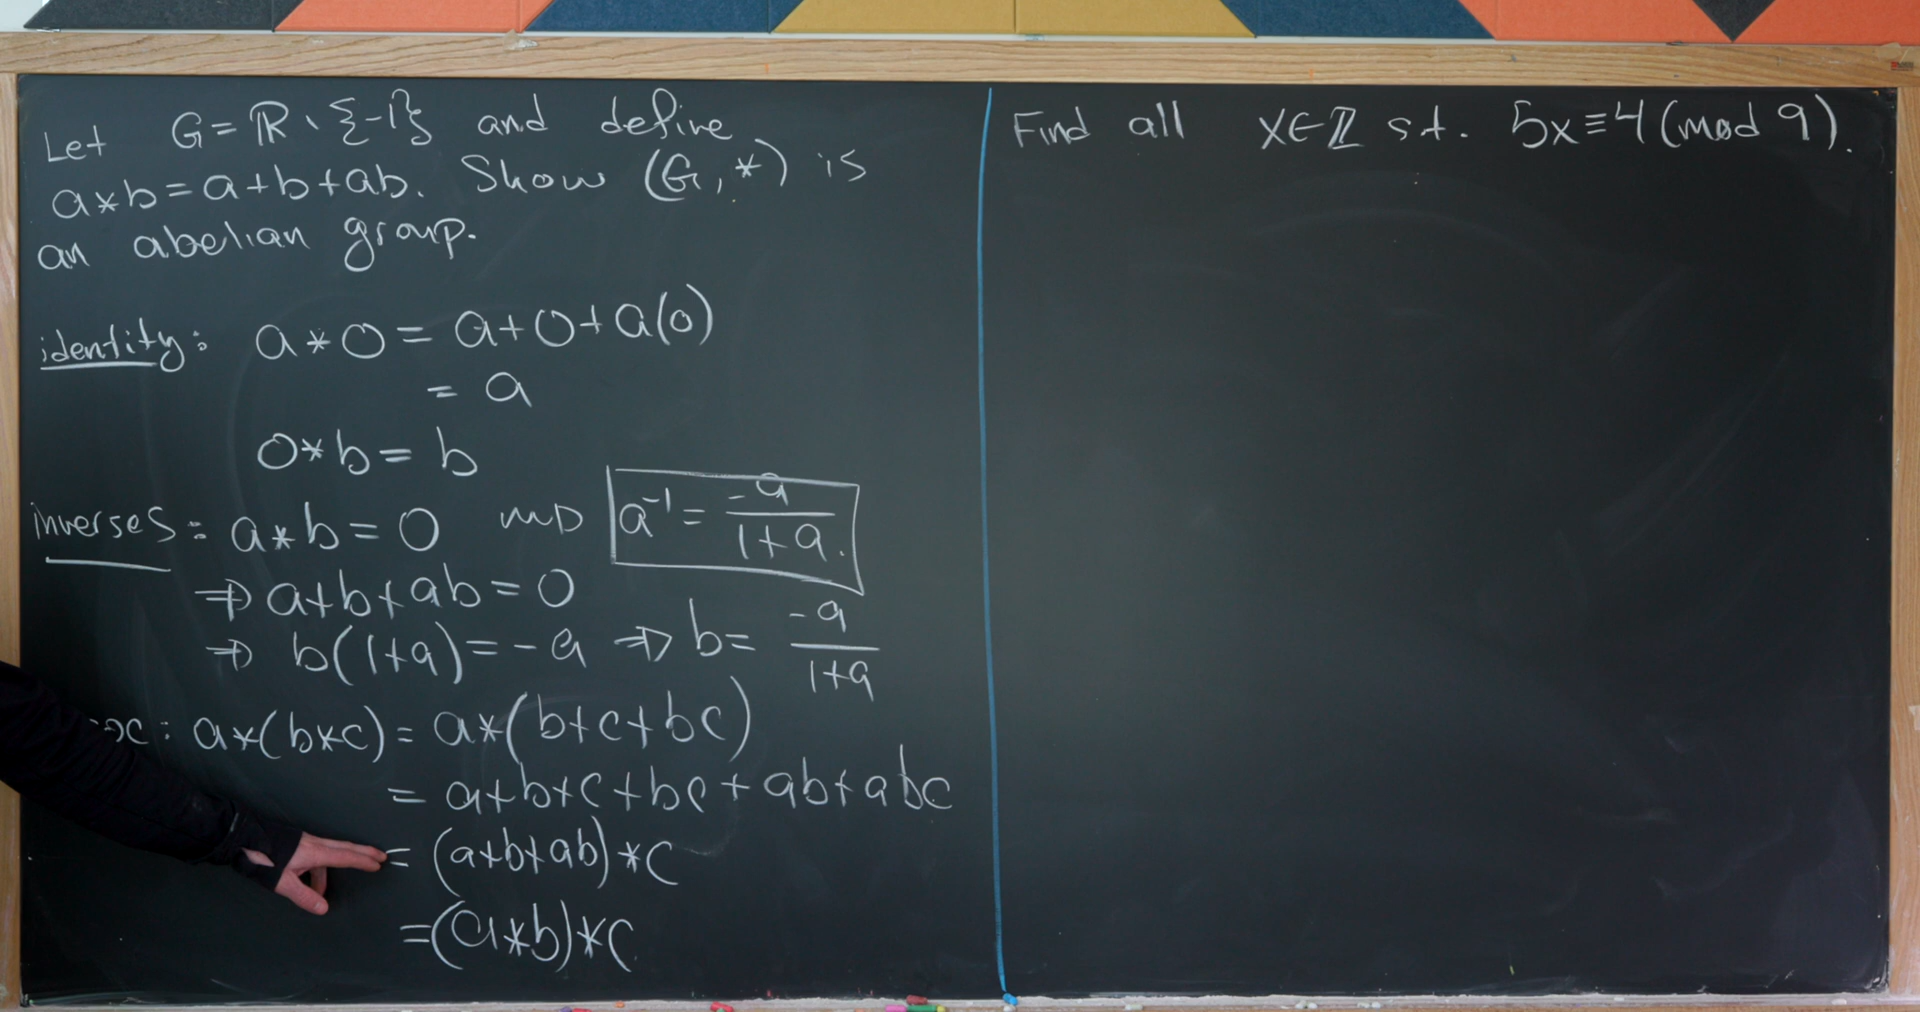 Let G = ℝ \ {-1} and define
a * b = a + b + ab. Show (G, *) is
an abelian group.
identity: a * 0 = a + 0 + a(0)
= a
0 * b = b
inverses: a * b = 0 ⇝ a⁻¹ = -a/(1+a).
⇒ a + b + ab = 0
⇒ b(1+a) = -a ⇒ b = -a/(1+a)
a*(b*c) = a*(b+c+bc)
= a+b+c+bc+ab+abc
= (a+b+ab)*c
= (a*b)*c
Find all x∈ℤ s.t. 5x≡4 (mod 9).